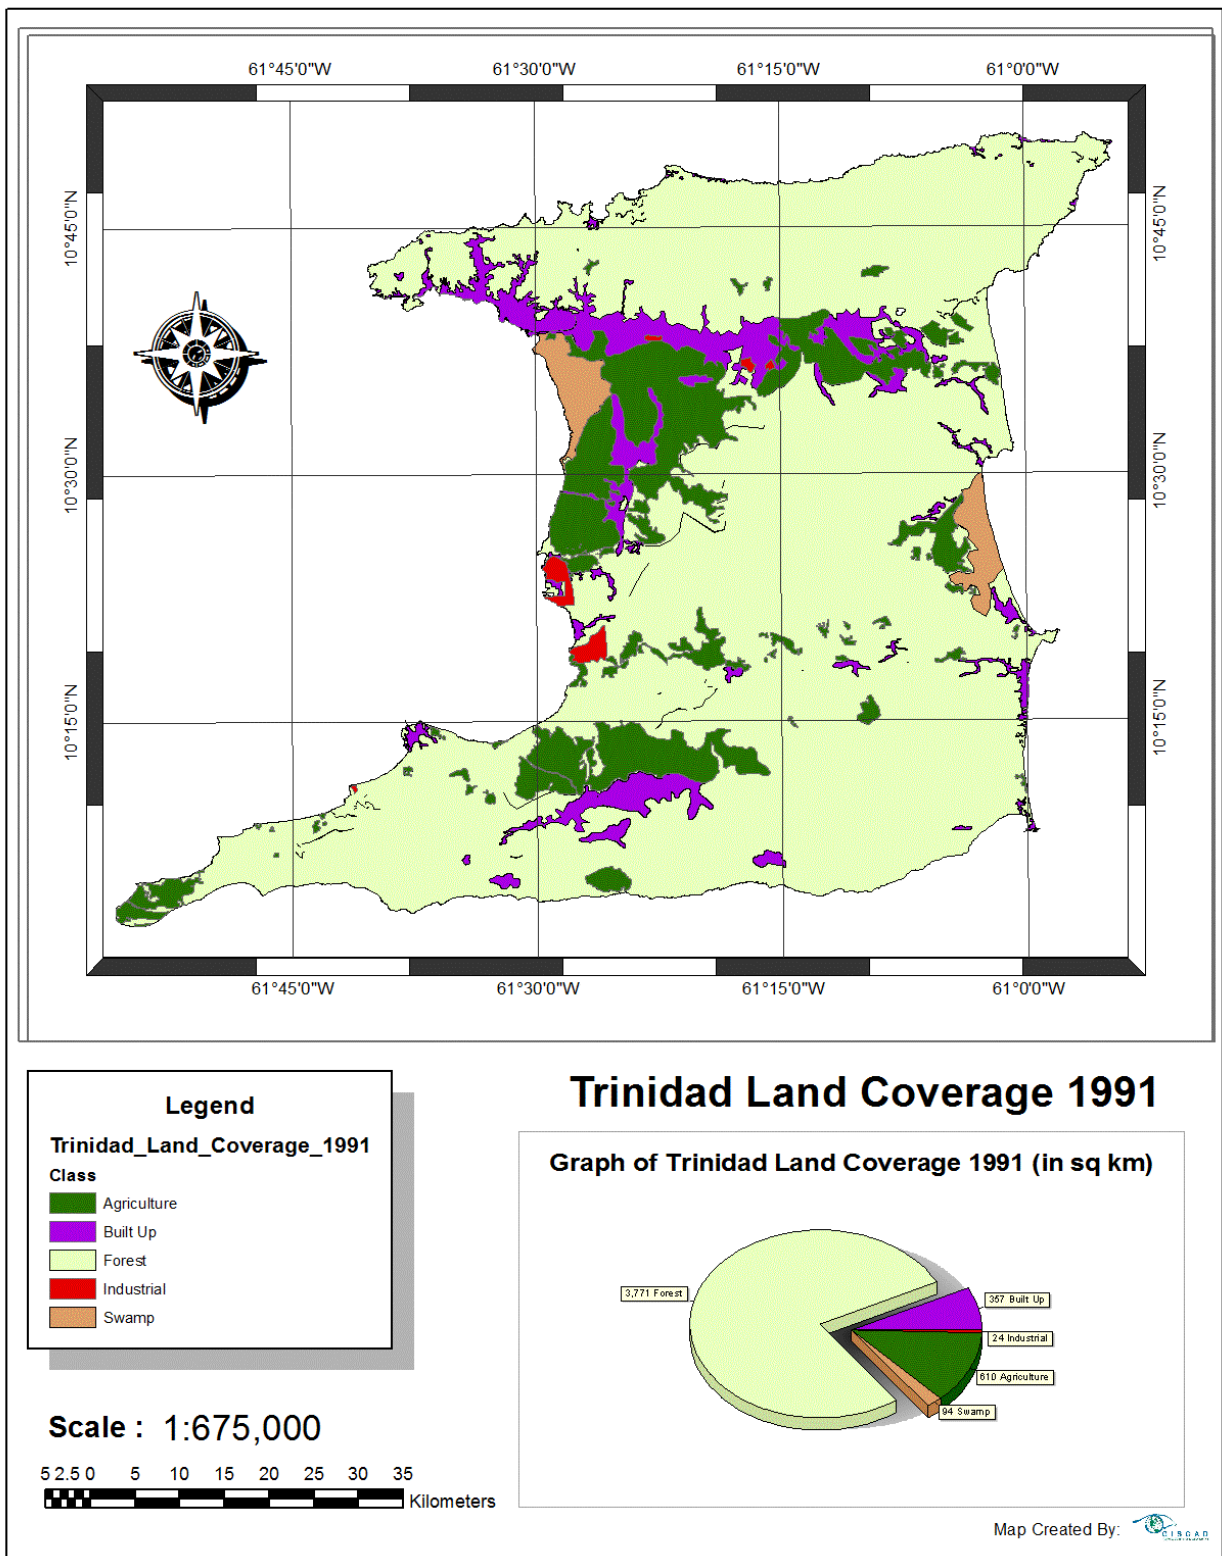 61°45'0"W 61°30'0"W 61°15'0"W 61°0'0"W
10°45'0"N 10°45'0"N
10°30'0"N 10°30'0"N
10°15'0"N 10°15'0"N
61°45'0"W 61°30'0"W 61°15'0"W 61°0'0"W
Trinidad Land Coverage 1991
Legend
Trinidad_Land_Coverage_1991
Class
Agriculture
Built Up
Forest
Industrial
Swamp
Graph of Trinidad Land Coverage 1991 (in sq km)
3,771 Forest
357 Built Up
24 Industrial
610 Agriculture
94 Swamp
Scale : 1:675,000
5 2.5 0 5 10 15 20 25 30 35
Kilometers
Map Created By: